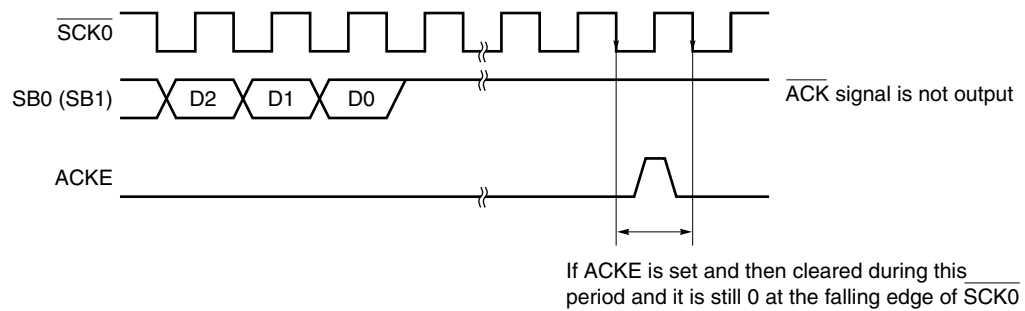 SCK0
SB0 (SB1)
D2
D1
D0
ACK signal is not output
ACKE
If ACKE is set and then cleared during this
period and it is still 0 at the falling edge of SCK0